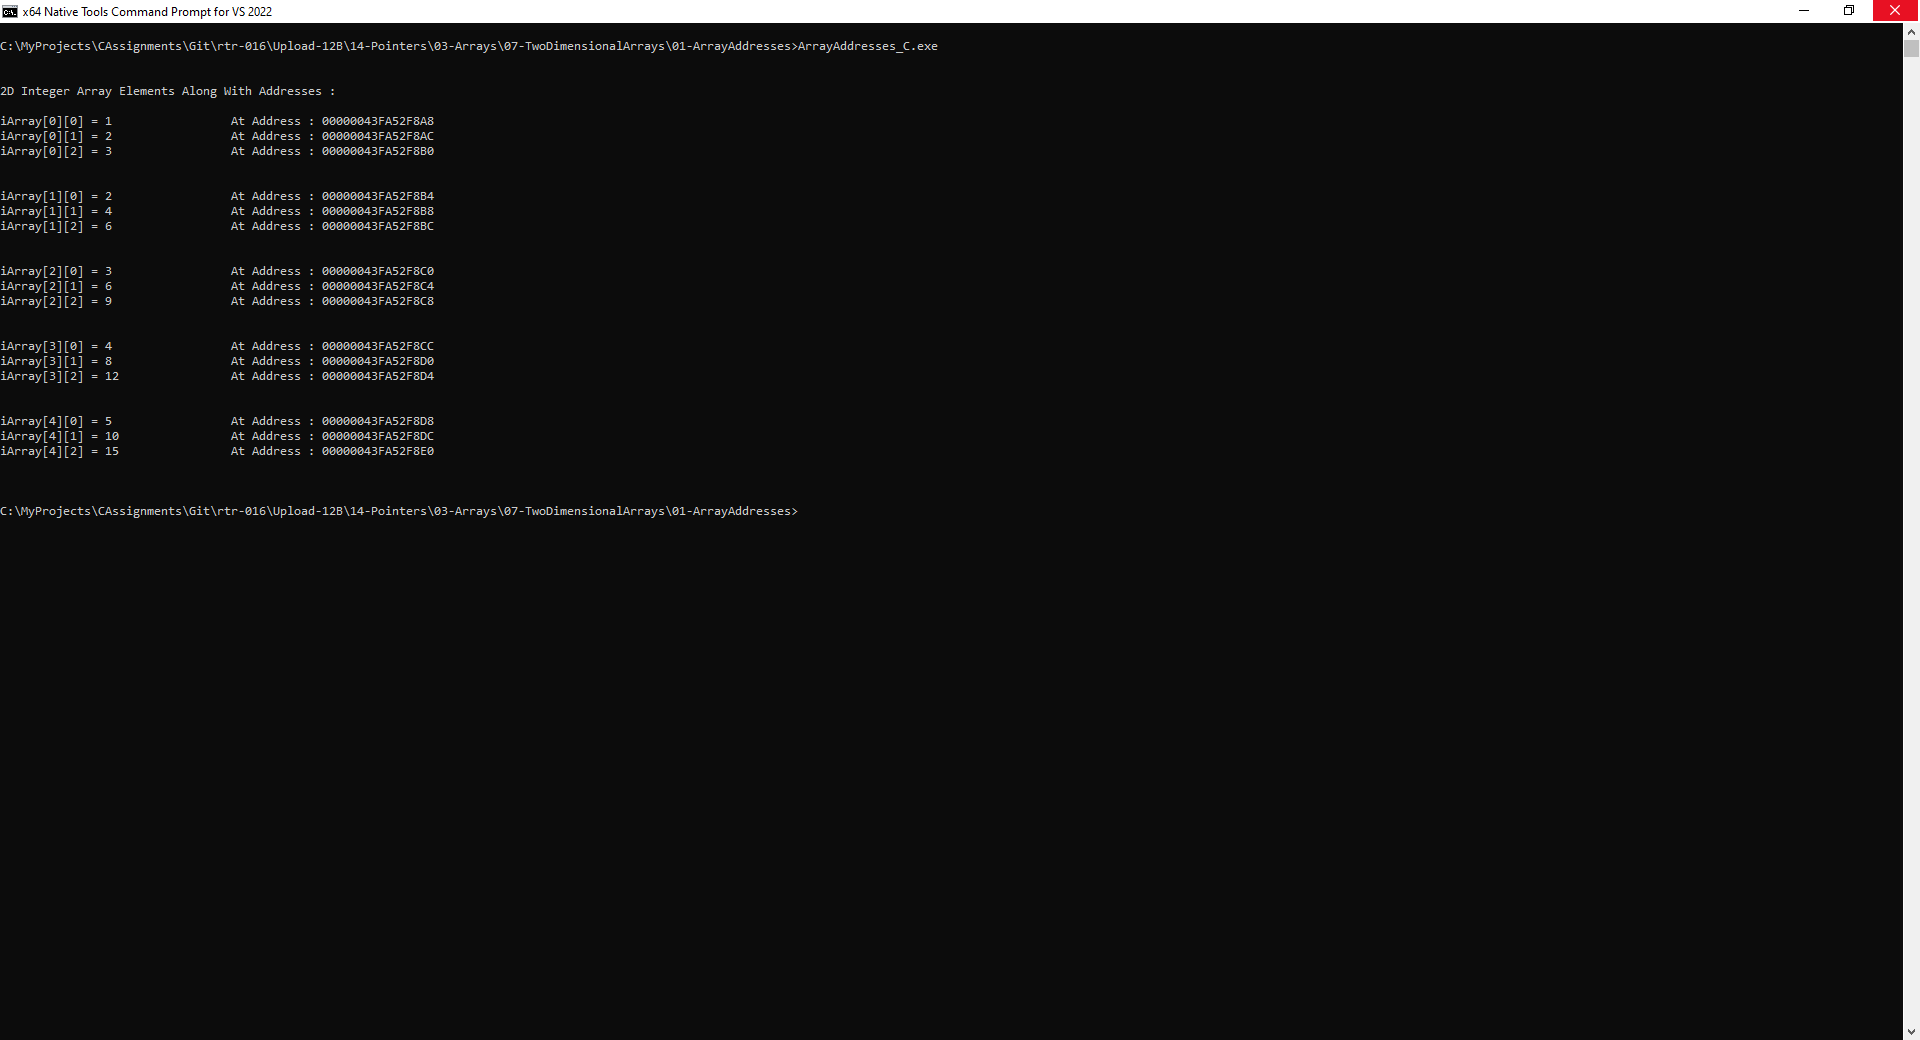 x64 Native Tools Command Prompt for VS 2022
C:\MyProjects\CAssignments\Git\rtr-016\Upload-12B\14-Pointers\03-Arrays\07-TwoDimensionalArrays\01-ArrayAddresses>ArrayAddresses_C.exe
2D Integer Array Elements Along With Addresses :
iArray[0][0] = 1 At Address : 00000043FA52F8A8
iArray[0][1] = 2 At Address : 00000043FA52F8AC
iArray[0][2] = 3 At Address : 00000043FA52F8B0
iArray[1][0] = 2 At Address : 00000043FA52F8B4
iArray[1][1] = 4 At Address : 00000043FA52F8B8
iArray[1][2] = 6 At Address : 00000043FA52F8BC
iArray[2][0] = 3 At Address : 00000043FA52F8C0
iArray[2][1] = 6 At Address : 00000043FA52F8C4
iArray[2][2] = 9 At Address : 00000043FA52F8C8
iArray[3][0] = 4 At Address : 00000043FA52F8CC
iArray[3][1] = 8 At Address : 00000043FA52F8D0
iArray[3][2] = 12 At Address : 00000043FA52F8D4
iArray[4][0] = 5 At Address : 00000043FA52F8D8
iArray[4][1] = 10 At Address : 00000043FA52F8DC
iArray[4][2] = 15 At Address : 00000043FA52F8E0
C:\MyProjects\CAssignments\Git\rtr-016\Upload-12B\14-Pointers\03-Arrays\07-TwoDimensionalArrays\01-ArrayAddresses>